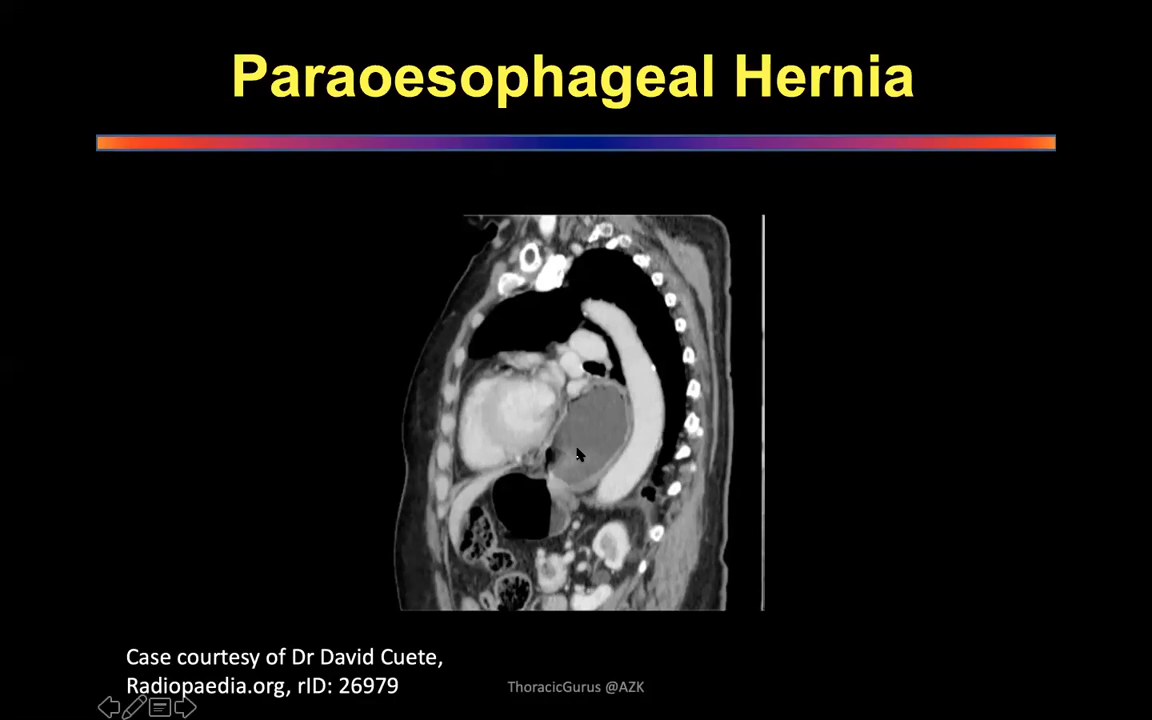 Paraoesophageal Hernia
Case courtesy of Dr David Cuete,
Radiopaedia.org, rID: 26979
ThoracicGurus @AZK